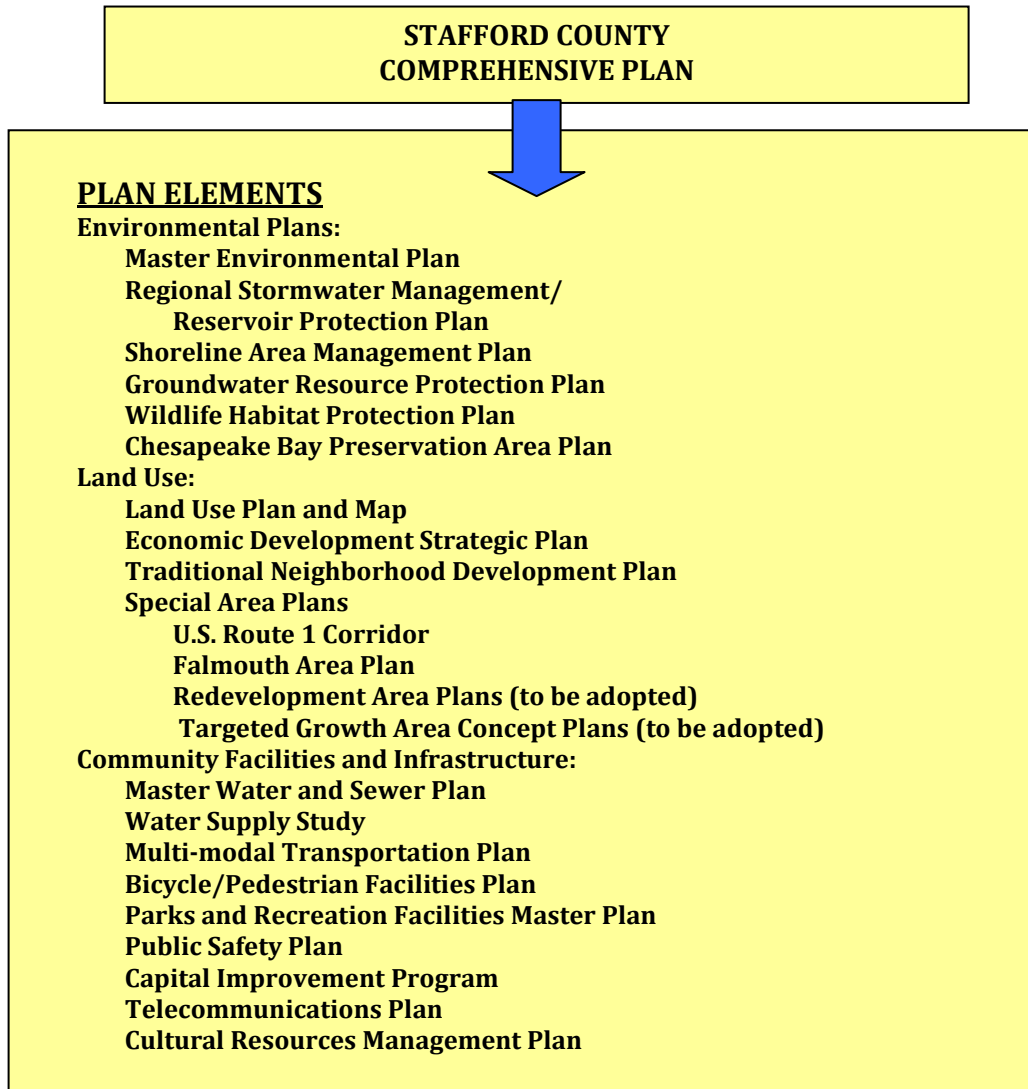 STAFFORD COUNTY
COMPREHENSIVE PLAN
PLAN ELEMENTS
Environmental Plans:
Master Environmental Plan
Regional Stormwater Management/
Reservoir Protection Plan
Shoreline Area Management Plan
Groundwater Resource Protection Plan
Wildlife Habitat Protection Plan
Chesapeake Bay Preservation Area Plan
Land Use:
Land Use Plan and Map
Economic Development Strategic Plan
Traditional Neighborhood Development Plan
Special Area Plans
U.S. Route 1 Corridor
Falmouth Area Plan
Redevelopment Area Plans (to be adopted)
Targeted Growth Area Concept Plans (to be adopted)
Community Facilities and Infrastructure:
Master Water and Sewer Plan
Water Supply Study
Multi-modal Transportation Plan
Bicycle/Pedestrian Facilities Plan
Parks and Recreation Facilities Master Plan
Public Safety Plan
Capital Improvement Program
Telecommunications Plan
Cultural Resources Management Plan